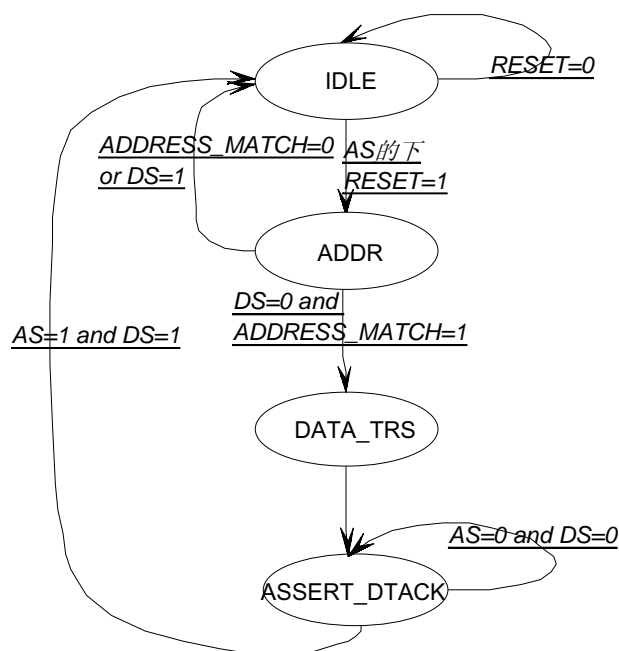 IDLE
RESET=0
ADDRESS_MATCH=0
or DS=1
AS的下
RESET=1
ADDR
DS=0 and
ADDRESS_MATCH=1
AS=1 and DS=1
DATA_TRS
AS=0 and DS=0
ASSERT_DTACK